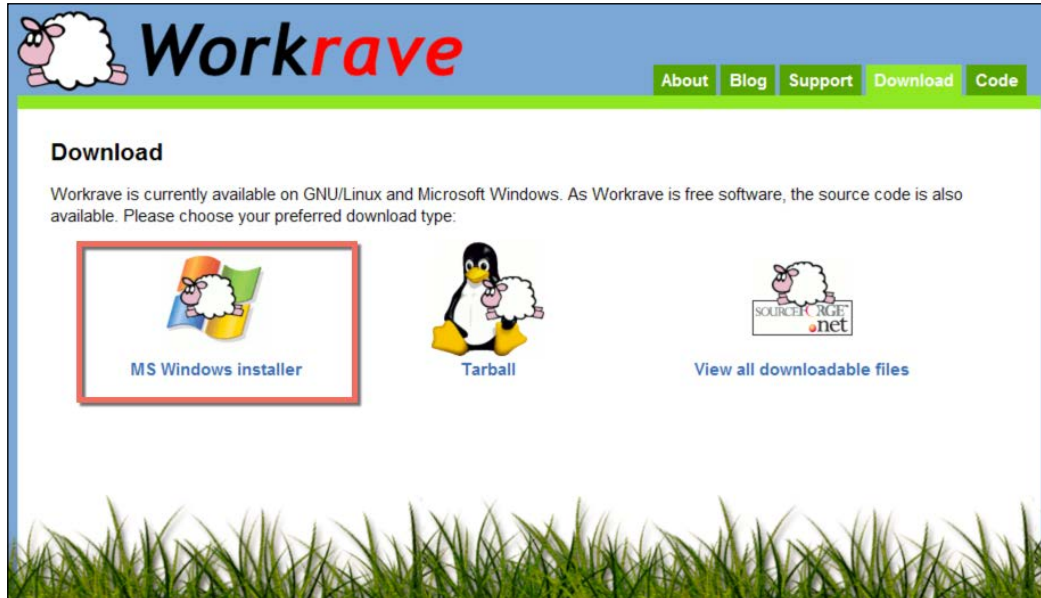 Workrave
About Blog Support Download Code
Download
Workrave is currently available on GNU/Linux and Microsoft Windows. As Workrave is free software, the source code is also
available. Please choose your preferred download type:
SOURCEFORGE
.net
MS Windows installer Tarball View all downloadable files